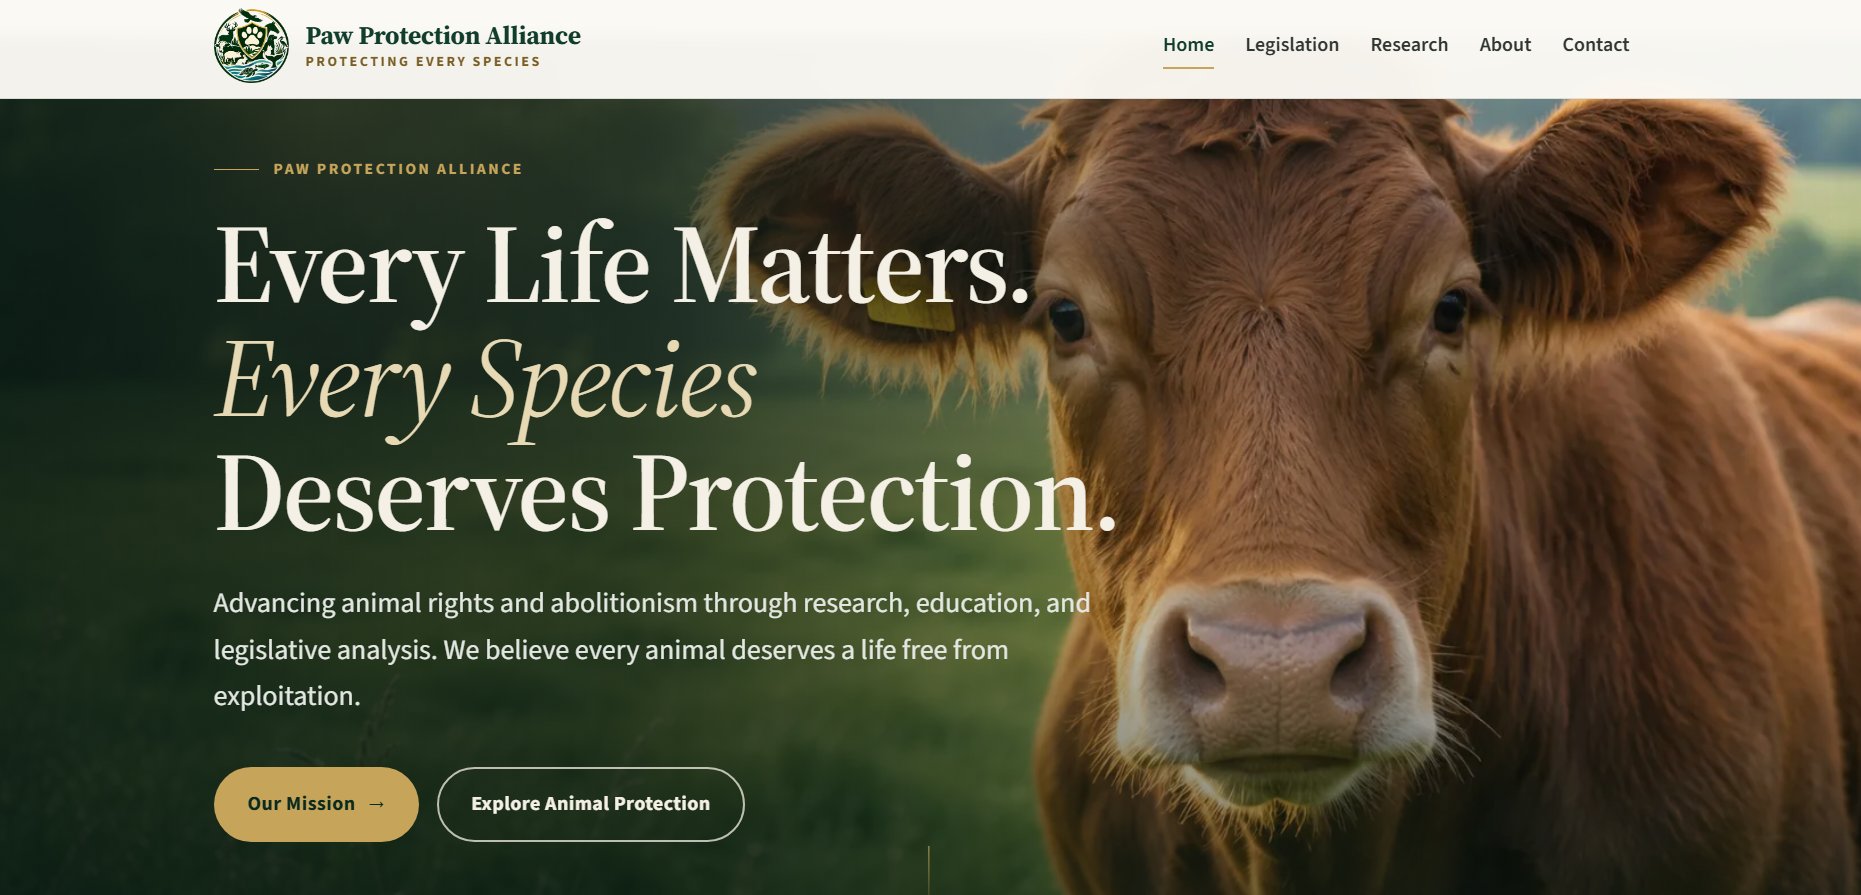 Paw Protection Alliance
PROTECTING EVERY SPECIES
Home Legislation Research About Contact
PAW PROTECTION ALLIANCE
Every Life Matters.
Every Species
Deserves Protection.
Advancing animal rights and abolitionism through research, education, and
legislative analysis. We believe every animal deserves a life free from
exploitation.
Our Mission →
Explore Animal Protection